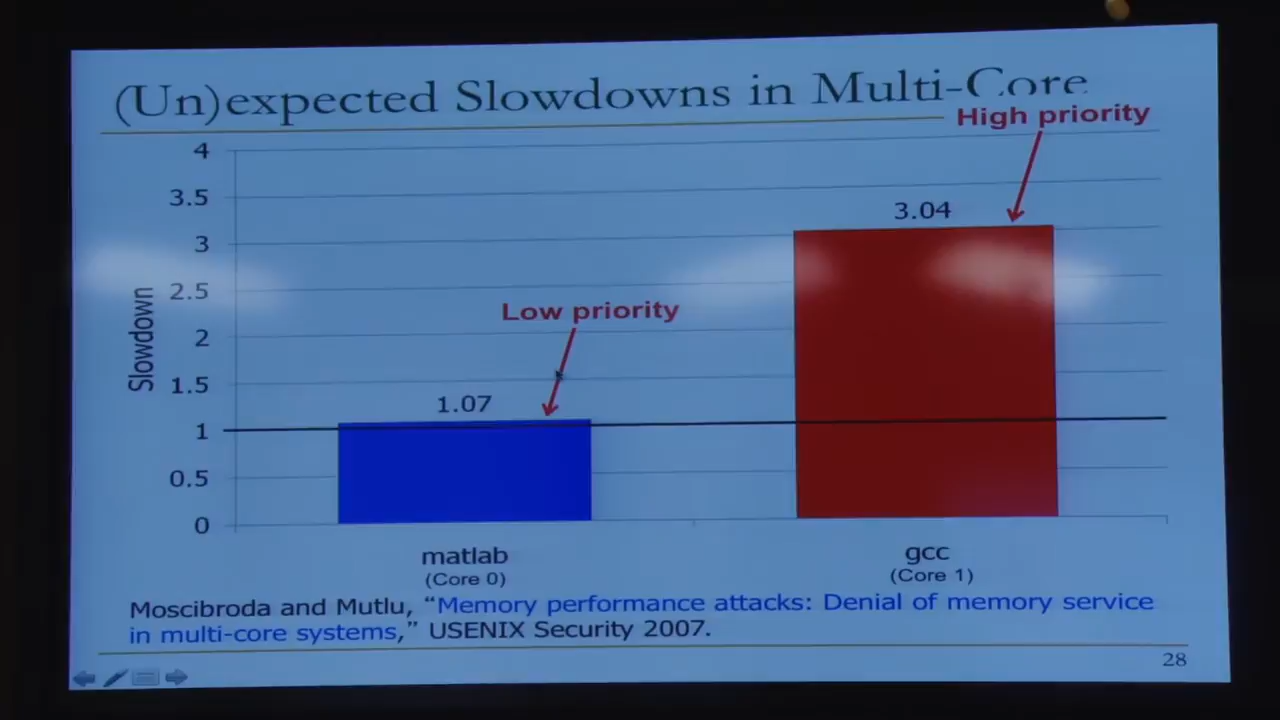 (Un)expected Slowdowns in Multi-Core
High priority
4
3.5
3
2.5
2
1.5
1
0.5
0
Slowdown
3.04
Low priority
1.07
matlab
(Core 0)
gcc
(Core 1)
Moscibroda and Mutlu, “Memory performance attacks: Denial of memory service
in multi-core systems,” USENIX Security 2007.
28